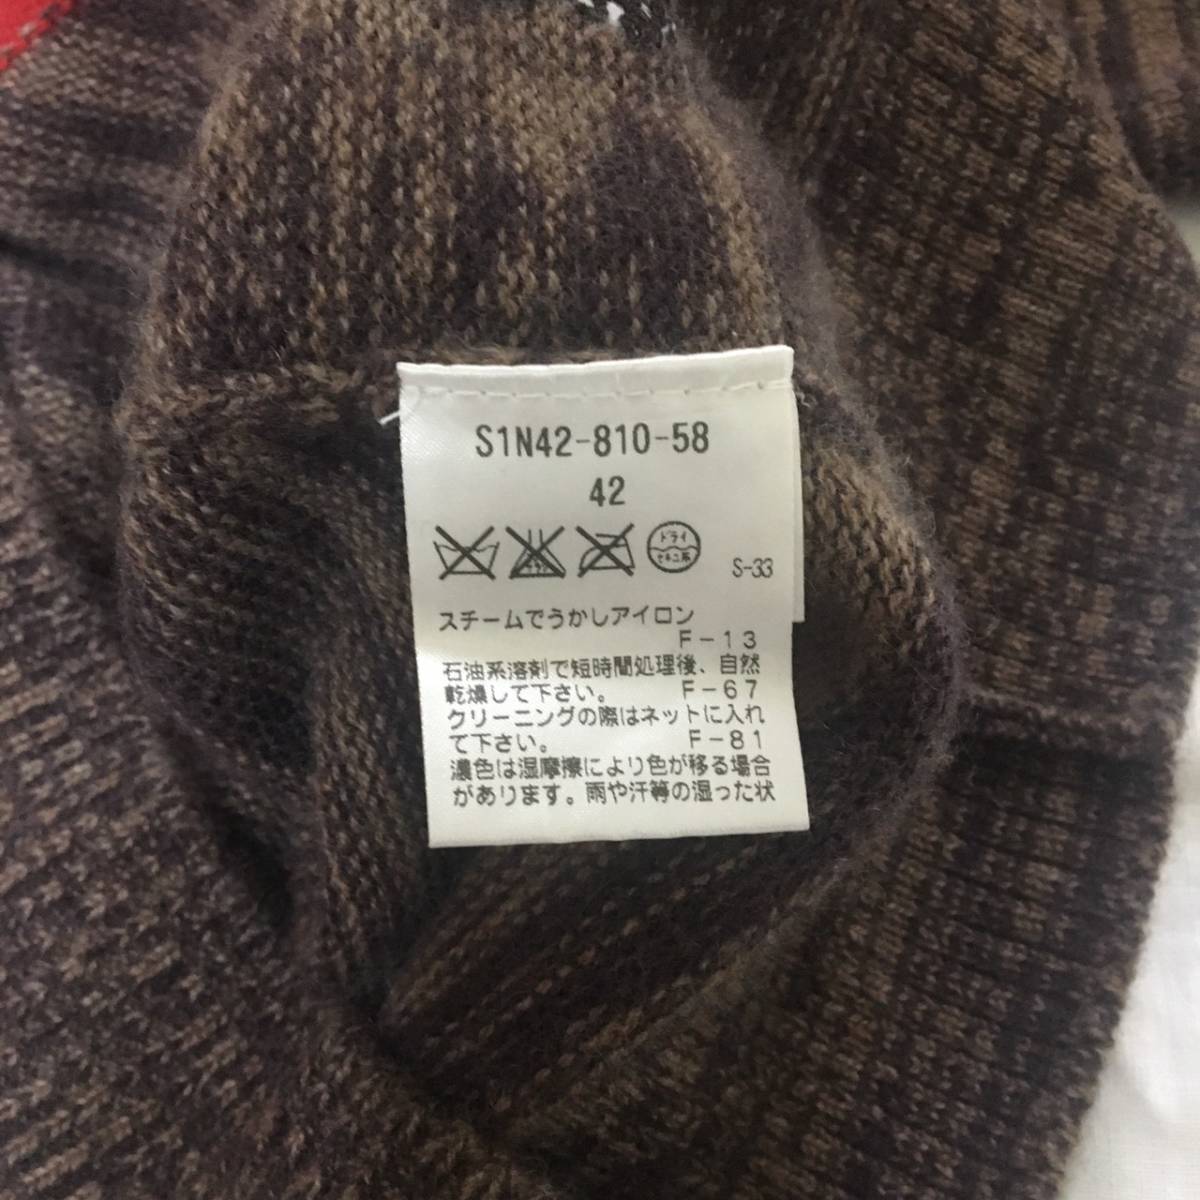 S1N42-810-58
42
ドライ
セキユ系
S-33
スチームでうかしアイロン
F-13
石油系溶剤で短時間処理後、自然
乾燥して下さい。 F-67
クリーニングの際はネットに入れ
て下さい。 F-81
濃色は湿摩擦により色が移る場合
があります。雨や汗等の湿った状